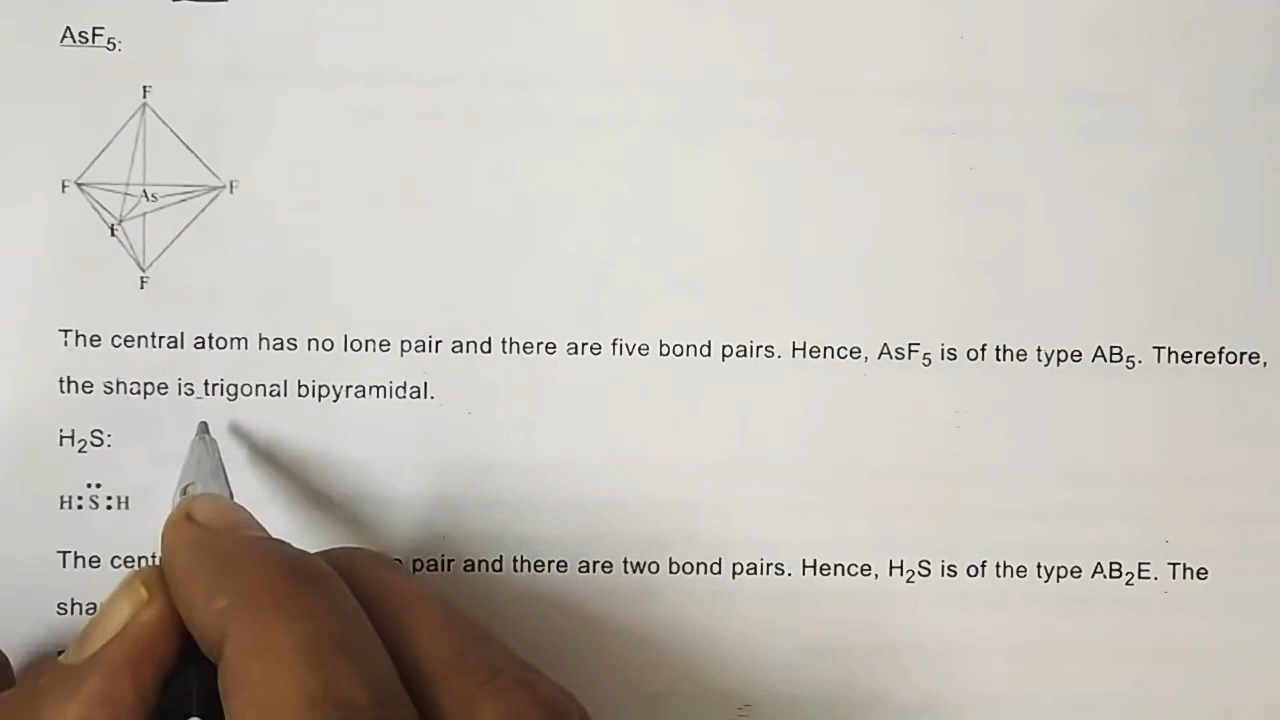 AsF5:
F
F As F
F
F
The central atom has no lone pair and there are five bond pairs. Hence, AsF5 is of the type AB5. Therefore,
the shape is trigonal bipyramidal.
H2S:
H:S:H
The pair and there are two bond pairs. Hence, H2S is of the type AB2E. The